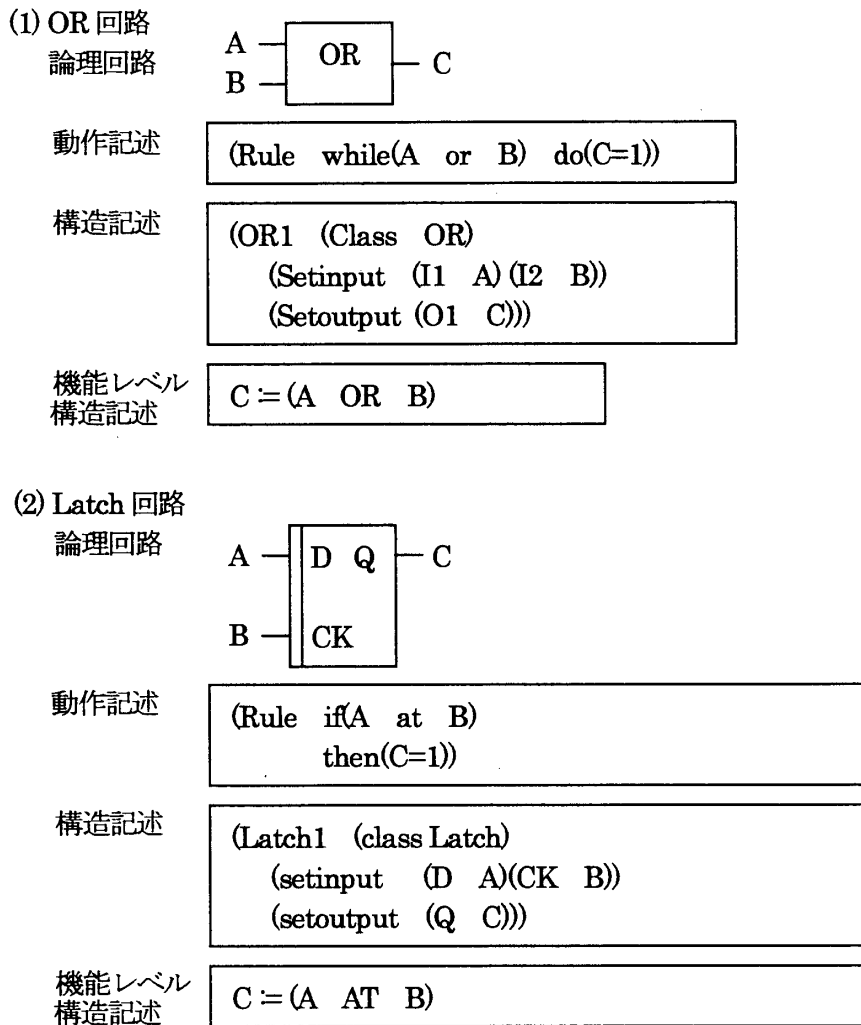 (1) OR 回路
論理回路
A
B
OR
C
動作記述
(Rule while(A or B) do(C=1))
構造記述
(OR1 (Class OR)
(Setinput (I1 A) (I2 B))
(Setoutput (O1 C)))
機能レベル
構造記述
C := (A OR B)
(2) Latch 回路
論理回路
A
B
D Q
CK
C
動作記述
(Rule if(A at B)
then(C=1))
構造記述
(Latch1 (class Latch)
(setinput (D A)(CK B))
(setoutput (Q C)))
機能レベル
構造記述
C := (A AT B)